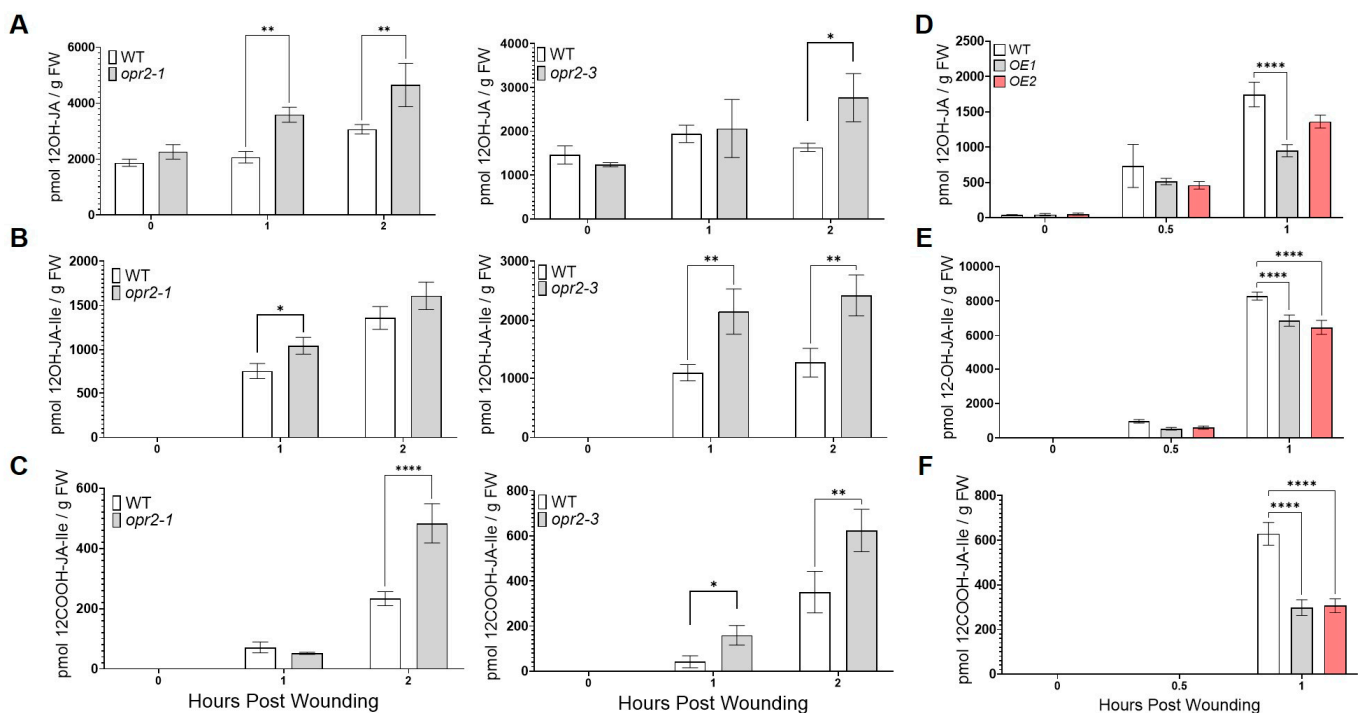 A
pmol 12OH-JA / g FW
6000
4000
2000
0
WT
opr2-1
**
**
0
1
2
pmol 12OH-JA / g FW
4000
3000
2000
1000
0
WT
opr2-3
*
0
1
2
D
pmol 12OH-JA / g FW
2500
2000
1500
1000
500
0
WT
OE1
OE2
****
0
0.5
1
B
pmol 12OH-JA-Ile / g FW
2000
1500
1000
500
0
WT
opr2-1
*
0
1
2
pmol 12OH-JA-Ile / g FW
3000
2000
1000
0
WT
opr2-3
**
**
0
1
2
E
pmol 12-OH-JA-Ile / g FW
10000
8000
6000
4000
2000
0
****
****
0
0.5
1
C
pmol 12COOH-JA-Ile / g FW
600
400
200
0
WT
opr2-1
****
0
1
2
Hours Post Wounding
pmol 12COOH-JA-Ile / g FW
800
600
400
200
0
WT
opr2-3
*
**
0
1
2
Hours Post Wounding
F
pmol 12COOH-JA-Ile / g FW
800
600
400
200
0
****
****
0
0.5
1
Hours Post Wounding